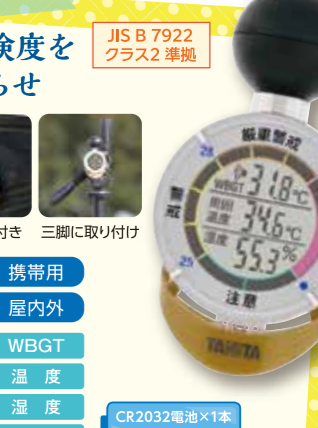 険度を
らせ
JIS B 7922
クラス2 準拠
付き
三脚に取り付け
携帯用
屋内外
WBGT
温 度
湿 度
CR2032電池×1本
厳重警戒
28
警戒
WBGT 31.8℃
温度 34.6℃
湿度 55.3%
25
注意
TANITA